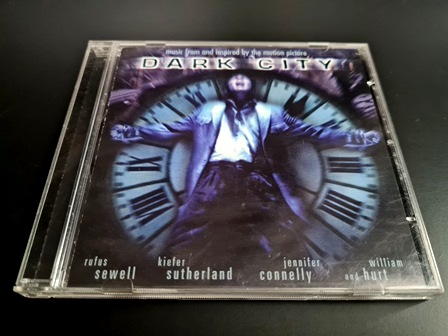 music from and inspired by the motion picture
DARK CITY
rufus sewell
kiefer sutherland
jennifer connelly
and william hurt